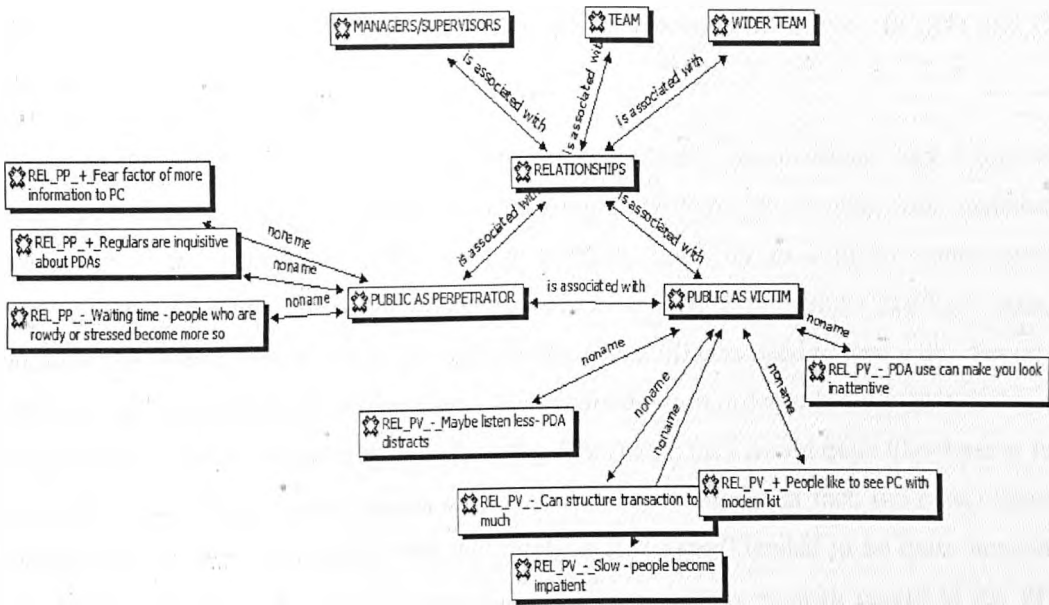 MANAGERS/SUPERVISORS
TEAM
WIDER TEAM
is associated with
is associated with
is associated with
RELATIONSHIPS
REL_PP_+_Fear factor of more
information to PC
is associated with
is associated with
noname
REL_PP_+_Regulars are inquisitive
about PDAs
noname
noname
PUBLIC AS PERPETRATOR
is associated with
PUBLIC AS VICTIM
REL_PP_-_Waiting time - people who are
rowdy or stressed become more so
noname
noname
noname
noname
noname
REL_PV_-_PDA use can make you look
inattentive
REL_PV_-_Maybe listen less- PDA
distracts
REL_PV_+_People like to see PC with
modern kit
REL_PV_-_Can structure transaction to
much
REL_PV_-_Slow - people become
impatient